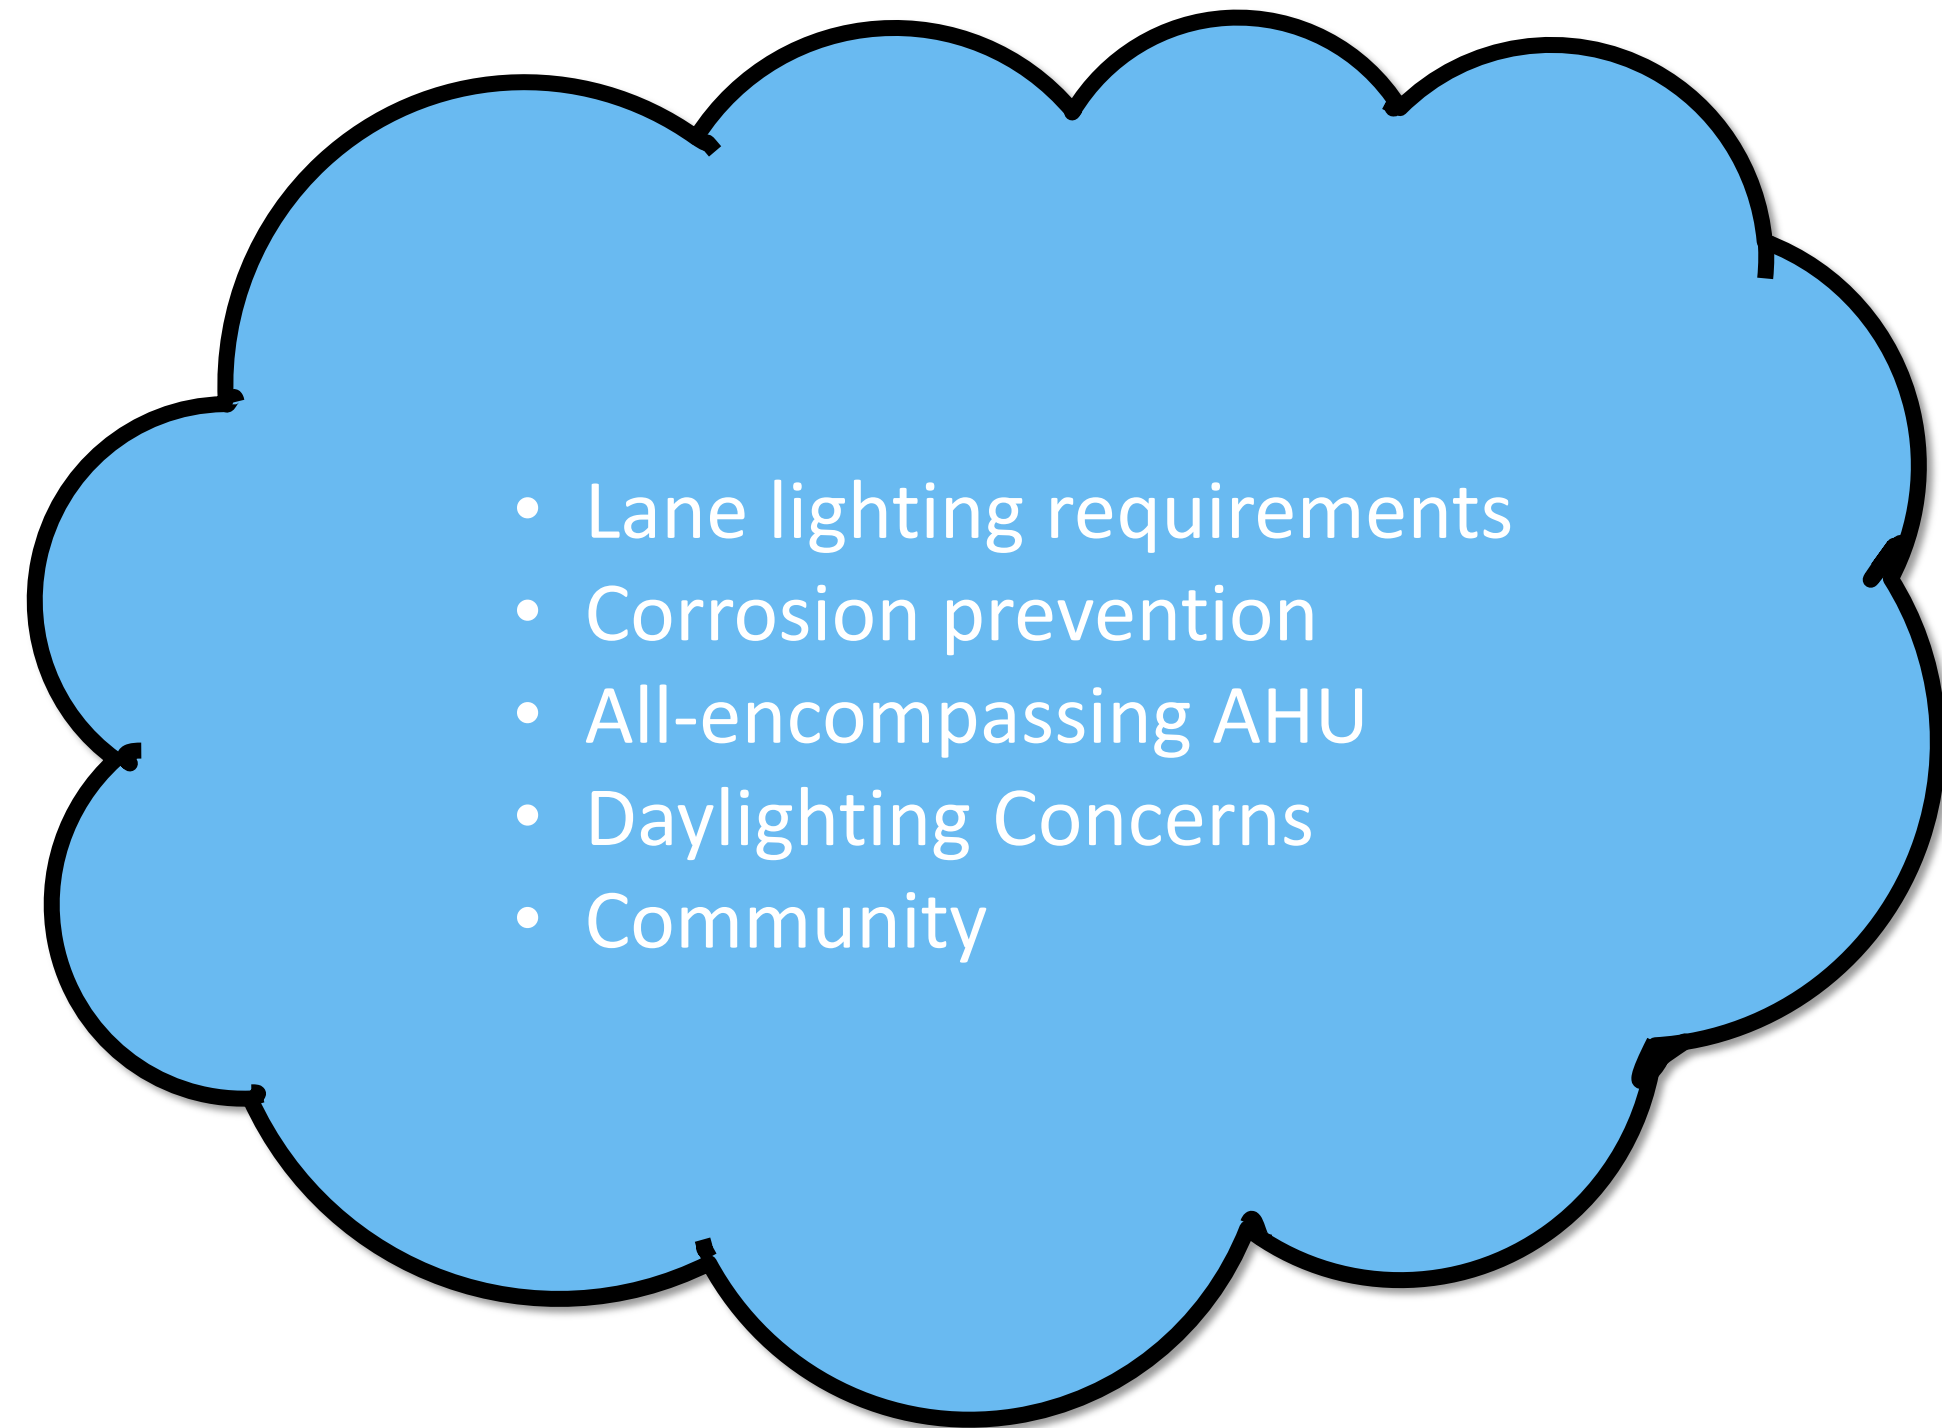 • Lane lighting requirements
• Corrosion prevention
• All-encompassing AHU
• Daylighting Concerns
• Community